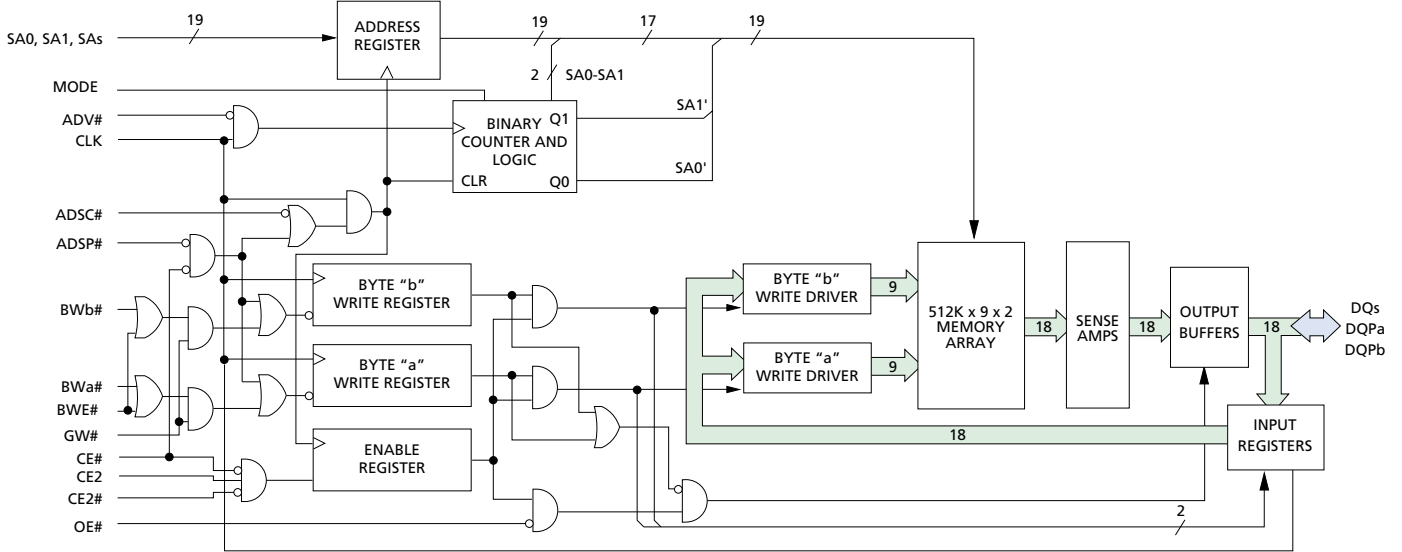 19
SA0, SA1, SAs
ADDRESS
REGISTER
19
17
19
2
SA0-SA1
MODE
ADV#
CLK
BINARY
COUNTER AND
LOGIC
Q1
CLR
Q0
SA1'
SA0'
ADSC#
ADSP#
BWb#
BWa#
BWE#
GW#
CE#
CE2
CE2#
OE#
BYTE “b”
WRITE REGISTER
BYTE “a”
WRITE REGISTER
ENABLE
REGISTER
BYTE “b”
WRITE DRIVER
9
BYTE “a”
WRITE DRIVER
9
512K x 9 x 2
MEMORY
ARRAY
18
SENSE
AMPS
18
OUTPUT
BUFFERS
18
DQs
DQPa
DQPb
18
INPUT
REGISTERS
2